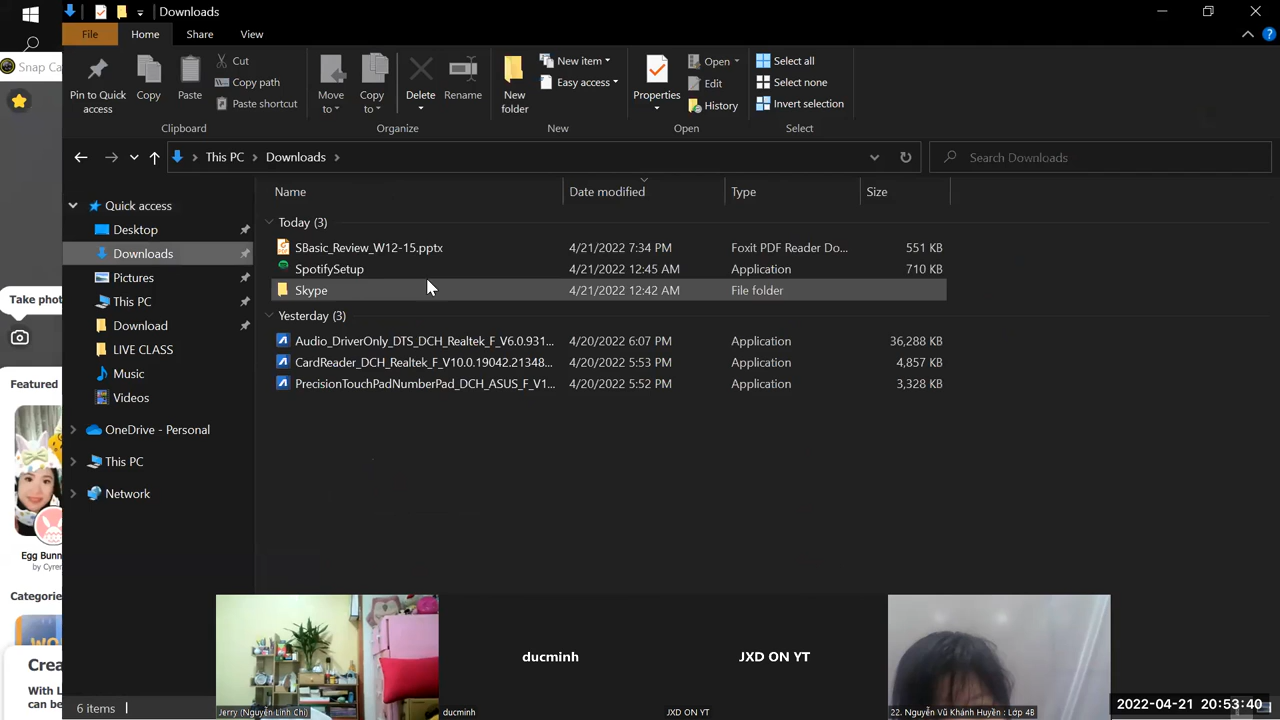 Downloads
File
Home
Share
View
Snap Ca
Pin to Quick access
Copy
Paste
Cut
Copy path
Paste shortcut
Clipboard
Move to
Copy to
Delete
Rename
Organize
New folder
New item
Easy access
New
Properties
Open
Edit
History
Open
Select all
Select none
Invert selection
Select
This PC
Downloads
Search Downloads
Name
Date modified
Type
Size
Quick access
Desktop
Downloads
Pictures
This PC
Download
LIVE CLASS
Music
Videos
OneDrive - Personal
This PC
Network
Today (3)
SBasic_Review_W12-15.pptx 4/21/2022 7:34 PM Foxit PDF Reader Do... 551 KB
SpotifySetup 4/21/2022 12:45 AM Application 710 KB
Skype 4/21/2022 12:42 AM File folder
Yesterday (3)
Audio_DriverOnly_DTS_DCH_Realtek_F_V6.0.931... 4/20/2022 6:07 PM Application 36,288 KB
CardReader_DCH_Realtek_F_V10.0.19042.21348... 4/20/2022 5:53 PM Application 4,857 KB
PrecisionTouchPadNumberPad_DCH_ASUS_F_V1... 4/20/2022 5:52 PM Application 3,328 KB
Take phot
Featured
Egg Bunn
by Cyren
Categorie
Crea
With L
can be
6 items
Jerry (Nguyễn Linh Chi)
ducminh
ducminh
JXD ON YT
JXD ON YT
22. Nguyễn Vũ Khánh Huyền : Lớp 4B
2022-04-21 20:53:40